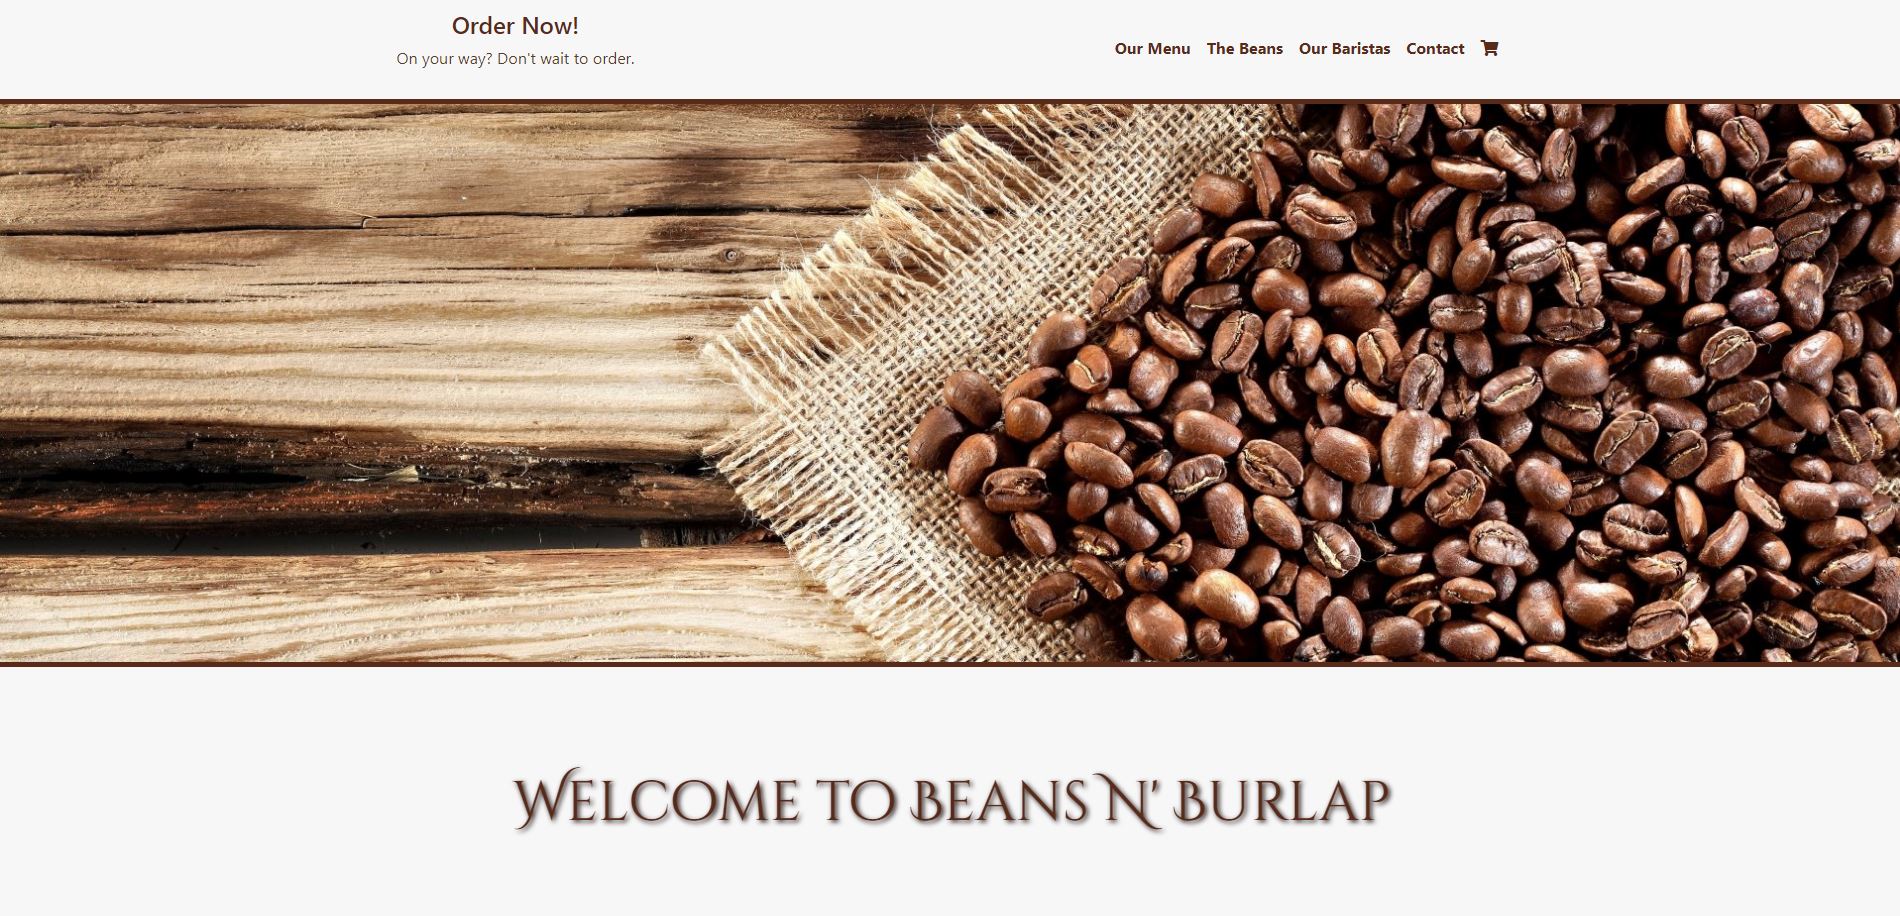 Order Now!
On your way? Don't wait to order.
Our Menu The Beans Our Baristas Contact
Welcome to Beans N' Burlap